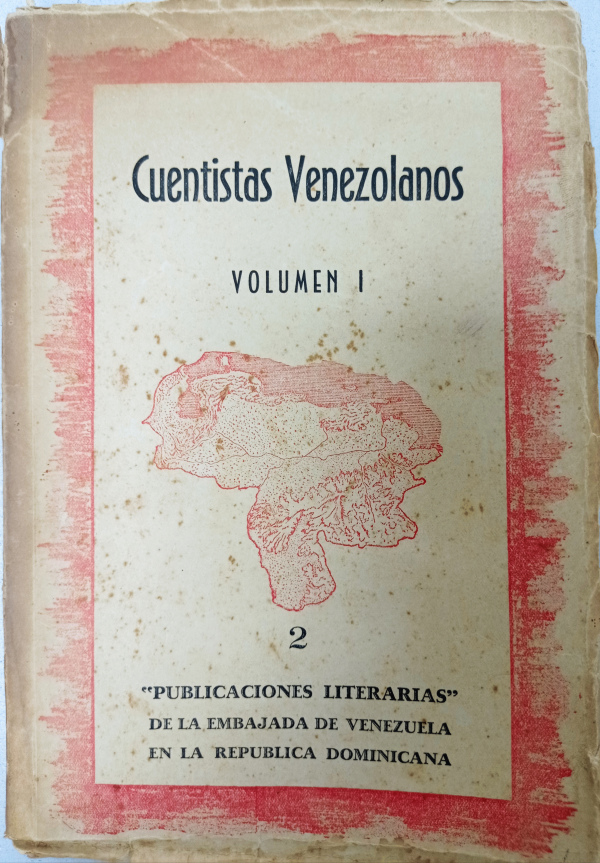 Cuentistas Venezolanos
VOLUMEN I
2
"PUBLICACIONES LITERARIAS"
DE LA EMBAJADA DE VENEZUELA
EN LA REPUBLICA DOMINICANA